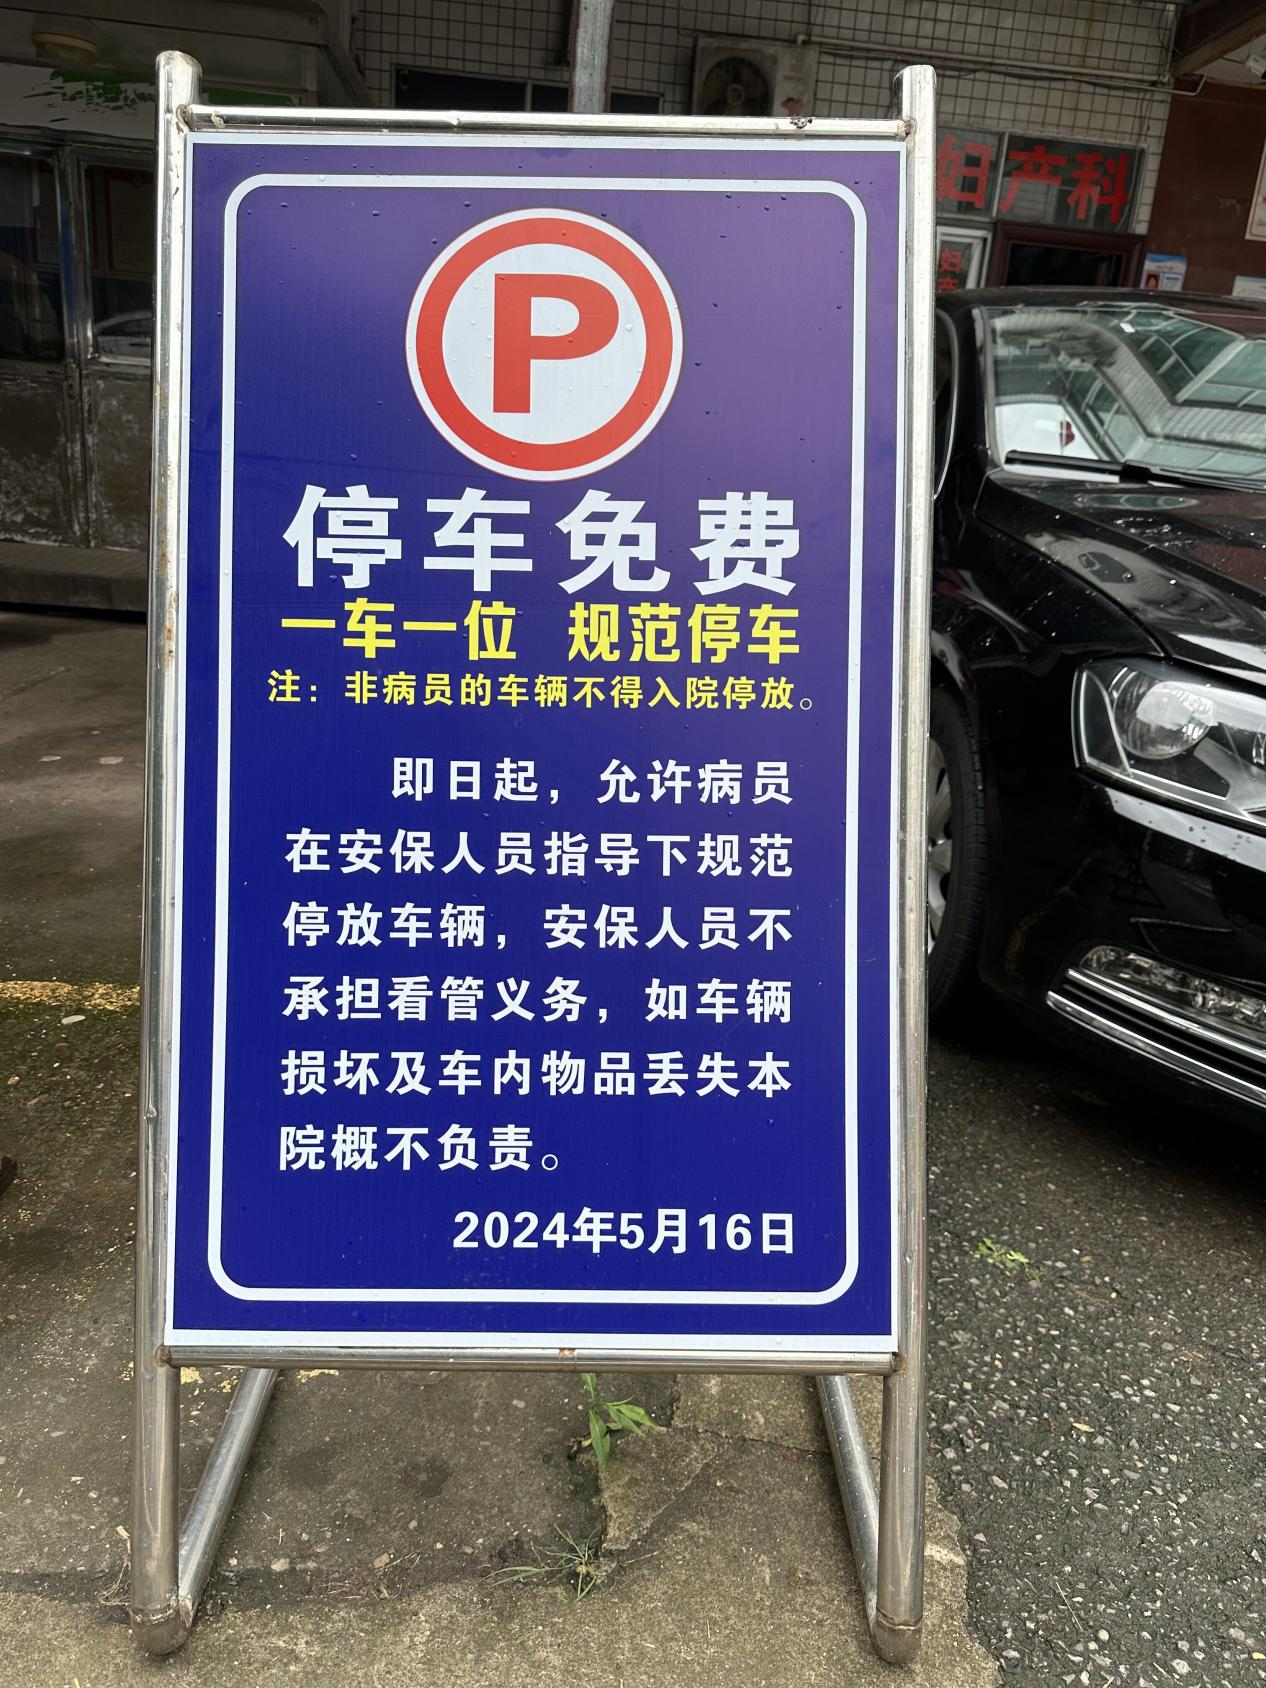 P
停车免费
一车一位 规范停车
注：非病员的车辆不得入院停放。
即日起，允许病员
在安保人员指导下规范
停放车辆，安保人员不
承担看管义务，如车辆
损坏及车内物品丢失本
院概不负责。
2024年5月16日
妇产科
妇产